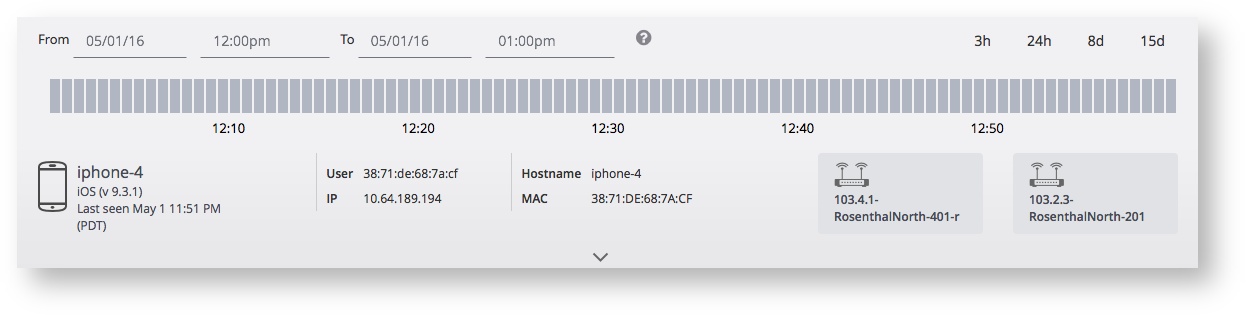 From 05/01/16 12:00pm To 05/01/16 01:00pm ? 3h 24h 8d 15d
12:10 12:20 12:30 12:40 12:50
iphone-4
iOS (v 9.3.1)
Last seen May 1 11:51 PM
(PDT)
User 38:71:de:68:7a:cf
IP 10.64.189.194
Hostname iphone-4
MAC 38:71:DE:68:7A:CF
103.4.1-
RosenthalNorth-401-r
103.2.3-
RosenthalNorth-201